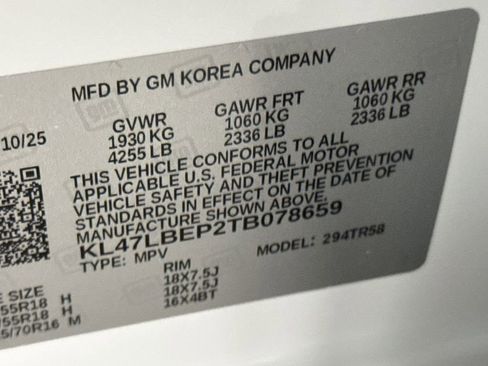 MFD BY GM KOREA COMPANY
10/25 GVWR GAWR FRT GAWR RR
1930 KG 1060 KG 1060 KG
4255 LB 2336 LB 2336 LB
THIS VEHICLE CONFORMS TO ALL
APPLICABLE U.S. FEDERAL MOTOR
VEHICLE SAFETY AND THEFT PREVENTION
STANDARDS IN EFFECT ON THE DATE OF
MANUFACTURE SHOWN ABOVE.
KL47LBEP2TB078659
TYPE: MPV MODEL: 294TR58
E SIZE RIM
55R18 H 18X7.5J
/55R18 H 18X7.5J
5/70R16 M 16X4BT